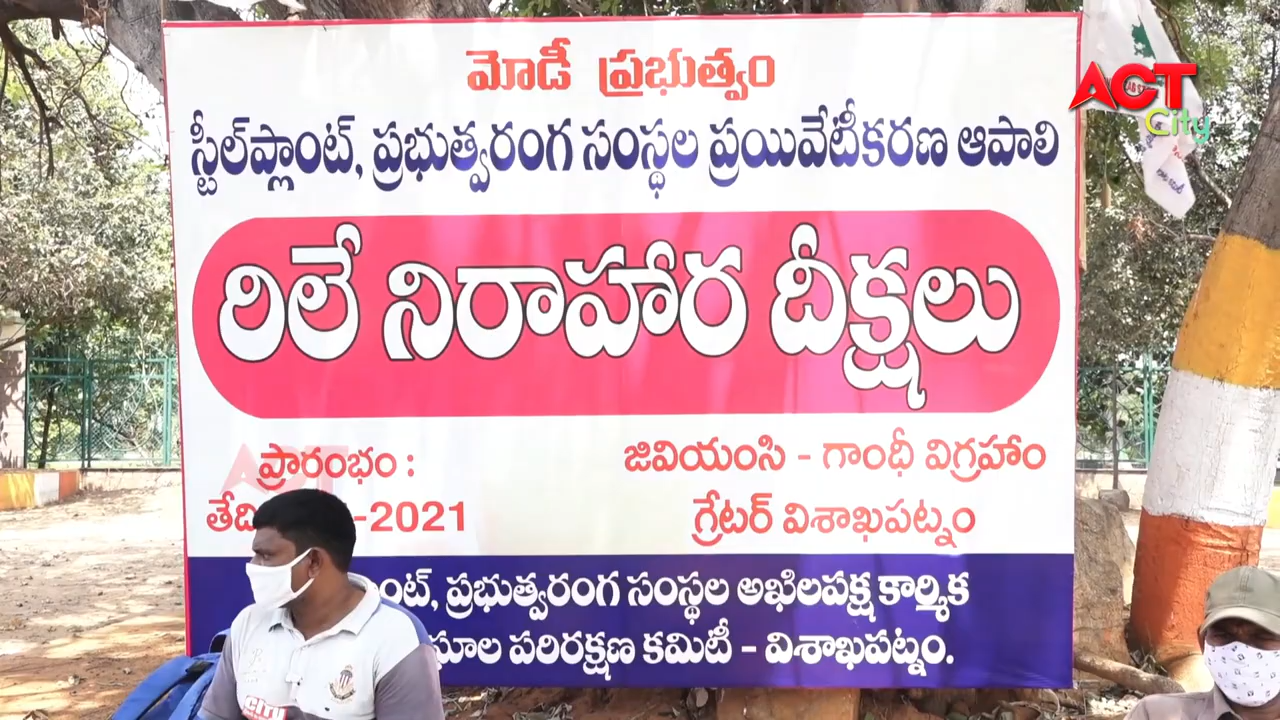 మోడీ ప్రభుత్వం
స్టీల్‌ప్లాంట్, ప్రభుత్వరంగ సంస్థల ప్రయివేటీకరణ ఆపాలి
రిలే నిరాహార దీక్షలు
ప్రారంభం :
జివియంసి - గాంధీ విగ్రహాం
-2021
గ్రేటర్ విశాఖపట్నం
ప్రభుత్వరంగ సంస్థల అఖిలపక్ష కార్మిక
పరిరక్షణ కమిటీ - విశాఖపట్నం.
ACT
City